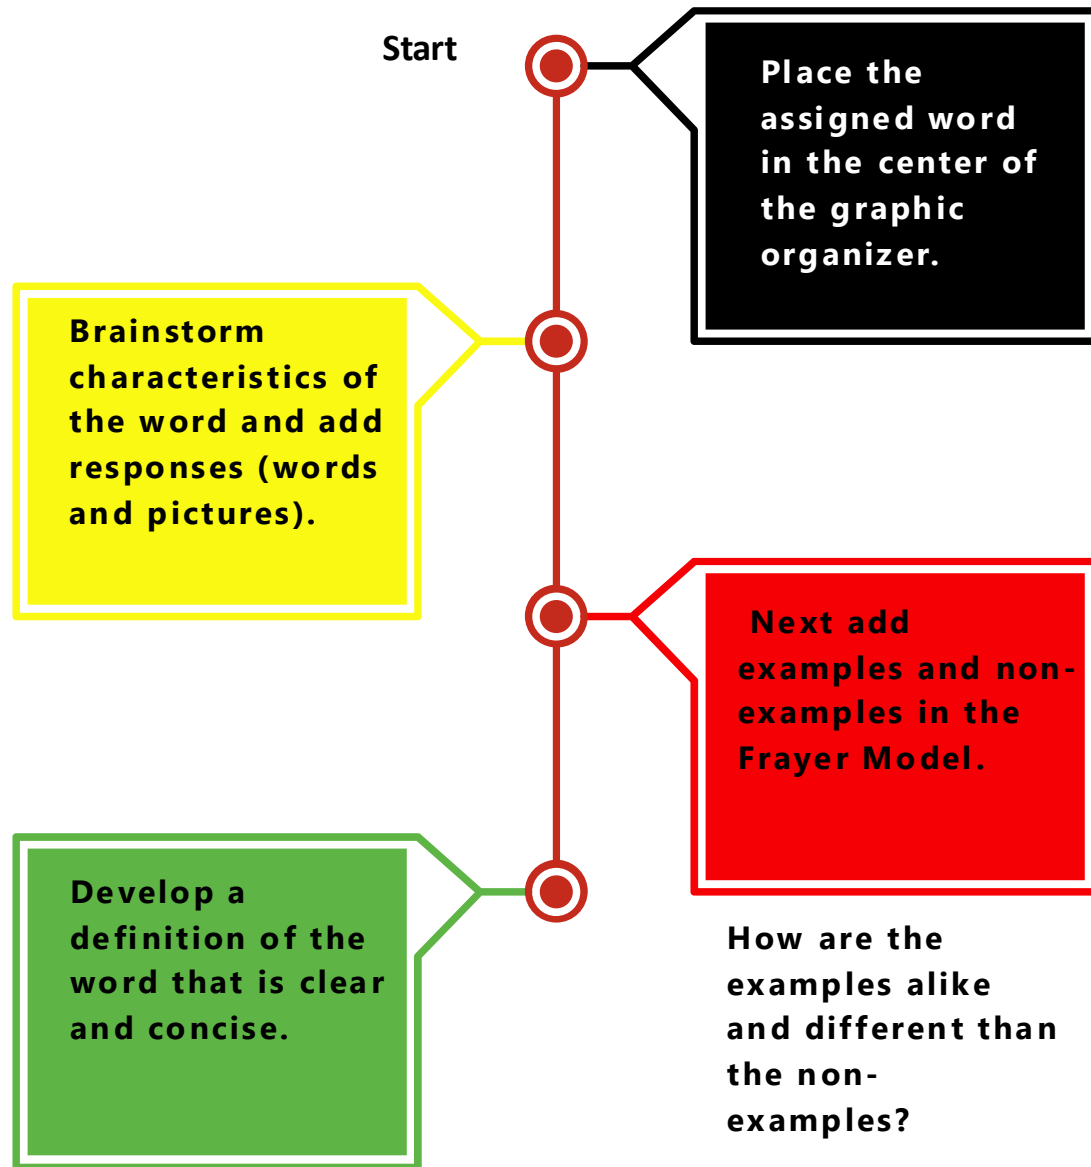 Start
Place the
assigned word
in the center of
the graphic
organizer.
Brainstorm
characteristics of
the word and add
responses (words
and pictures).
Next add
examples and non-
examples in the
Frayer Model.
Develop a
definition of the
word that is clear
and concise.
How are the
examples alike
and different than
the non-
examples?